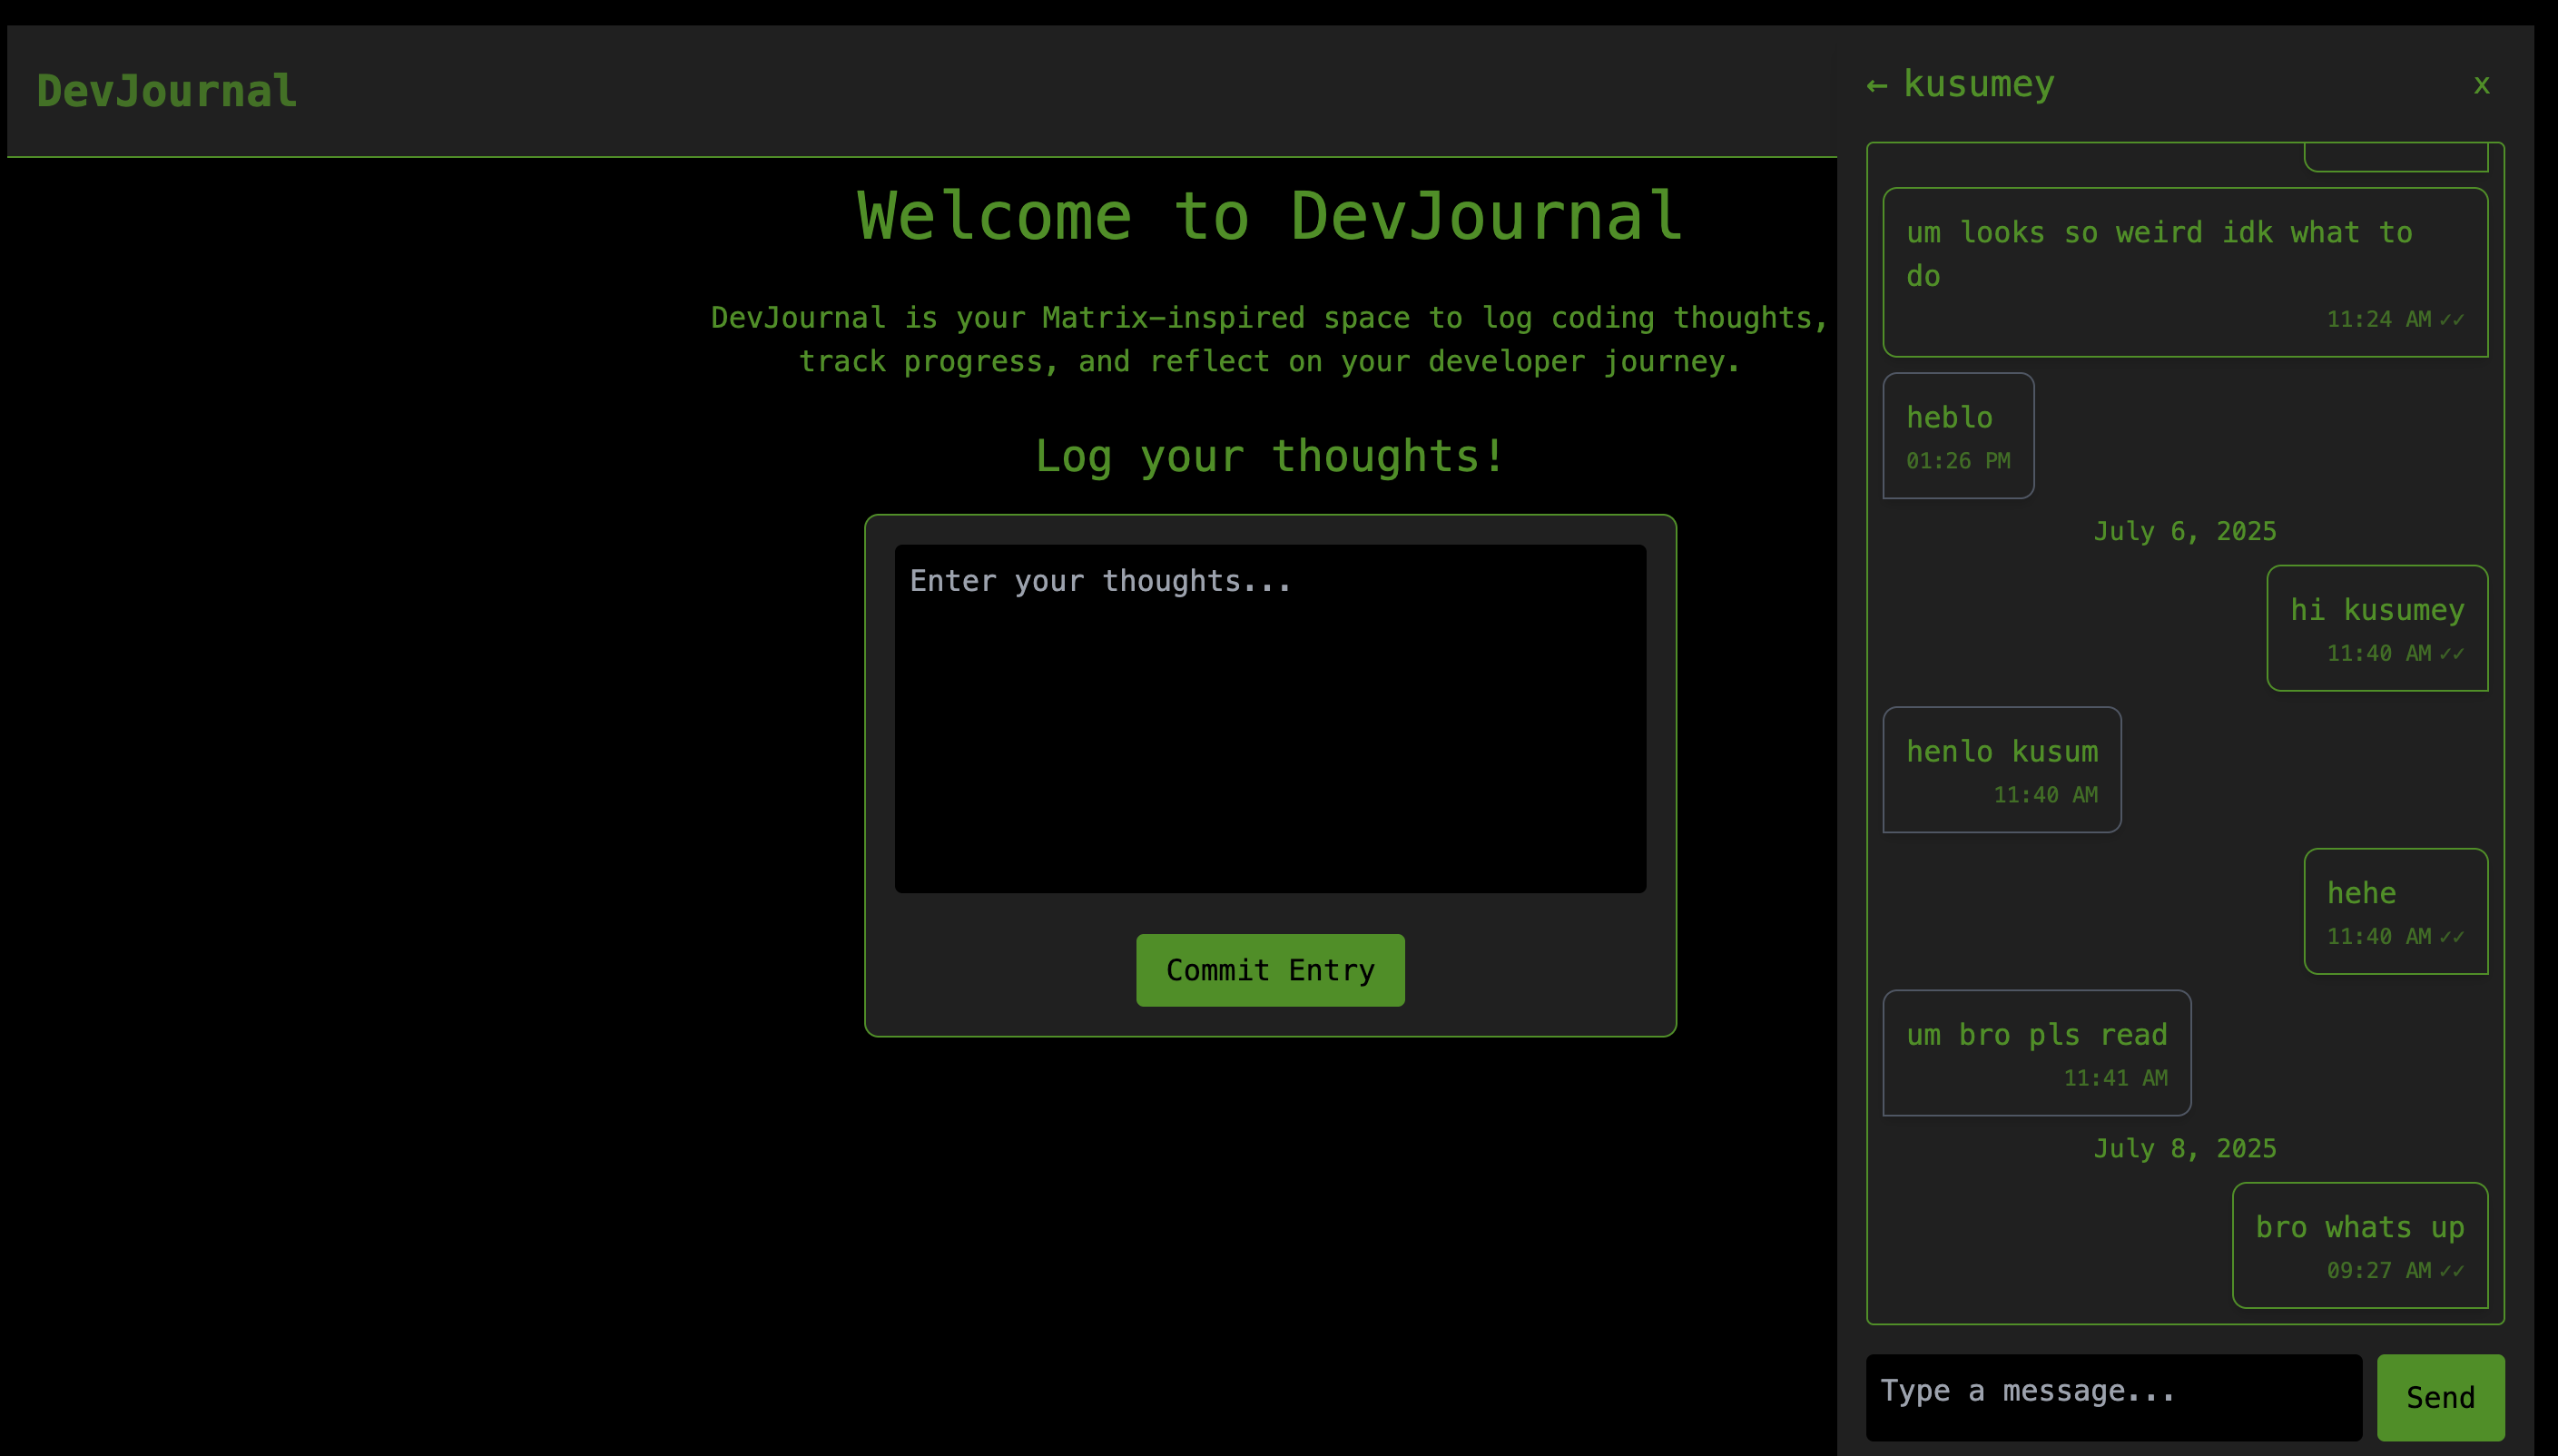 DevJournal
Welcome to DevJournal
DevJournal is your Matrix-inspired space to log coding thoughts,
track progress, and reflect on your developer journey.
Log your thoughts!
Enter your thoughts...
Commit Entry
← kusumey x
um looks so weird idk what to
do
11:24 AM ✓✓
heblo
01:26 PM
July 6, 2025
hi kusumey
11:40 AM ✓✓
henlo kusum
11:40 AM
hehe
11:40 AM ✓✓
um bro pls read
11:41 AM
July 8, 2025
bro whats up
09:27 AM ✓✓
Type a message...
Send